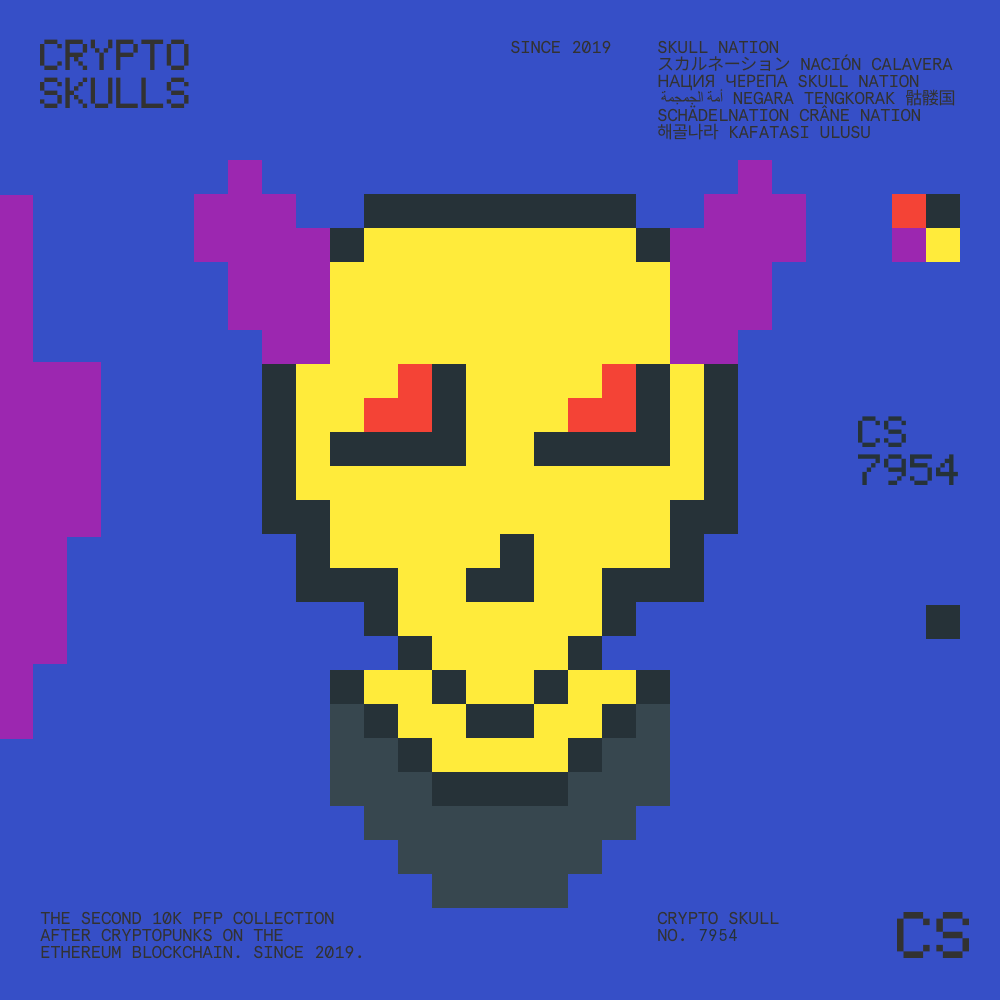 CRYPTO
SKULLS
SINCE 2019
SKULL NATION
スカルネーション NACIÓN CALAVERA
НАЦИЯ ЧЕРЕПА SKULL NATION
أمة الجمجمة NEGARA TENGKORAK 骷髅国
SCHÄDELNATION CRÂNE NATION
해골나라 KAFATASI ULUSU
CS
7954
THE SECOND 10K PFP COLLECTION
AFTER CRYPTOPUNKS ON THE
ETHEREUM BLOCKCHAIN. SINCE 2019.
CRYPTO SKULL
NO. 7954
CS